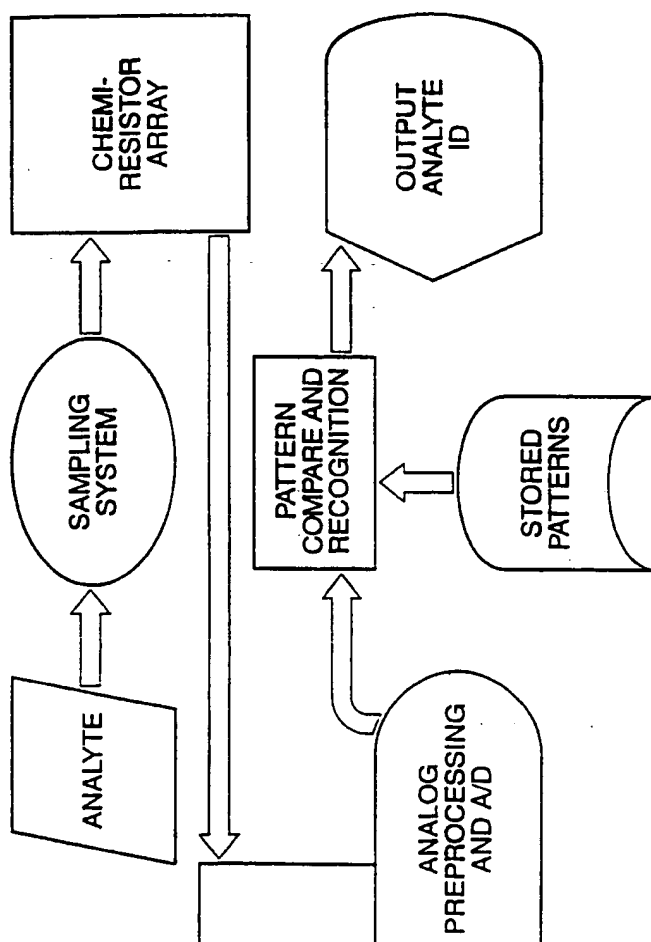 ANALYTE
SAMPLING
SYSTEM
CHEMI-
RESISTOR
ARRAY
ANALOG
PREPROCESSING
AND A/D
PATTERN
COMPARE AND
RECOGNITION
STORED
PATTERNS
OUTPUT
ANALYTE
ID